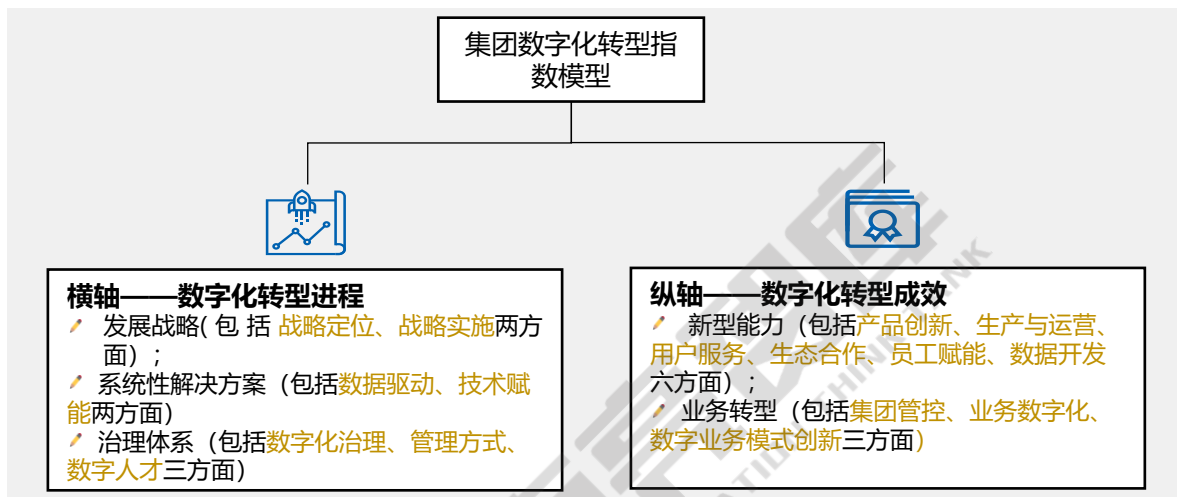 集团数字化转型指
数模型
横轴——数字化转型进程
发展战略( 包 括 战略定位、战略实施两方
面）;
系统性解决方案（包括数据驱动、技术赋
能两方面）
治理体系（包括数字化治理、管理方式、
数字人才三方面）
纵轴——数字化转型成效
新型能力（包括产品创新、生产与运营、
用户服务、生态合作、员工赋能、数据开发
六方面）;
业务转型（包括集团管控、业务数字化、
数字业务模式创新三方面）